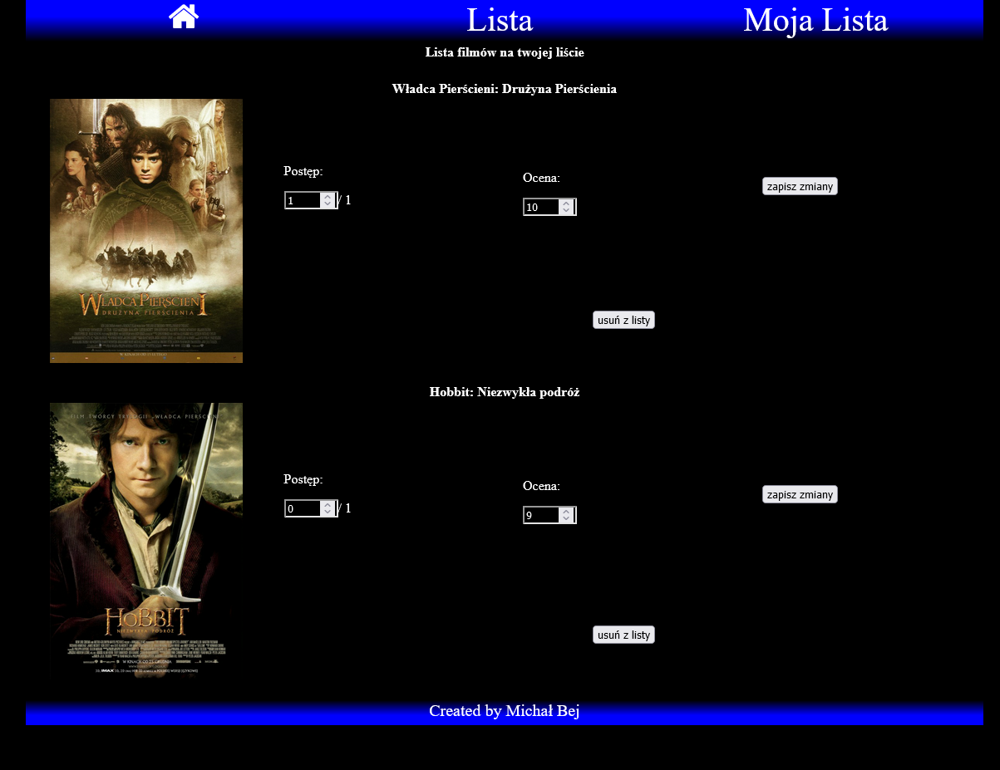 Lista
Moja Lista
Lista filmów na twojej liście
Władca Pierścieni: Drużyna Pierścienia
WŁADCA PIERŚCIENI
DRUŻYNA PIERŚCIENIA
Postęp:
1 / 1
Ocena:
10
zapisz zmiany
usuń z listy
Hobbit: Niezwykła podróż
FILM TWÓRCY TRYLOGII WŁADCA PIERŚCIENI
HOBBIT
NIEZWYKŁA PODRÓŻ
Postęp:
0 / 1
Ocena:
9
zapisz zmiany
usuń z listy
Created by Michał Bej